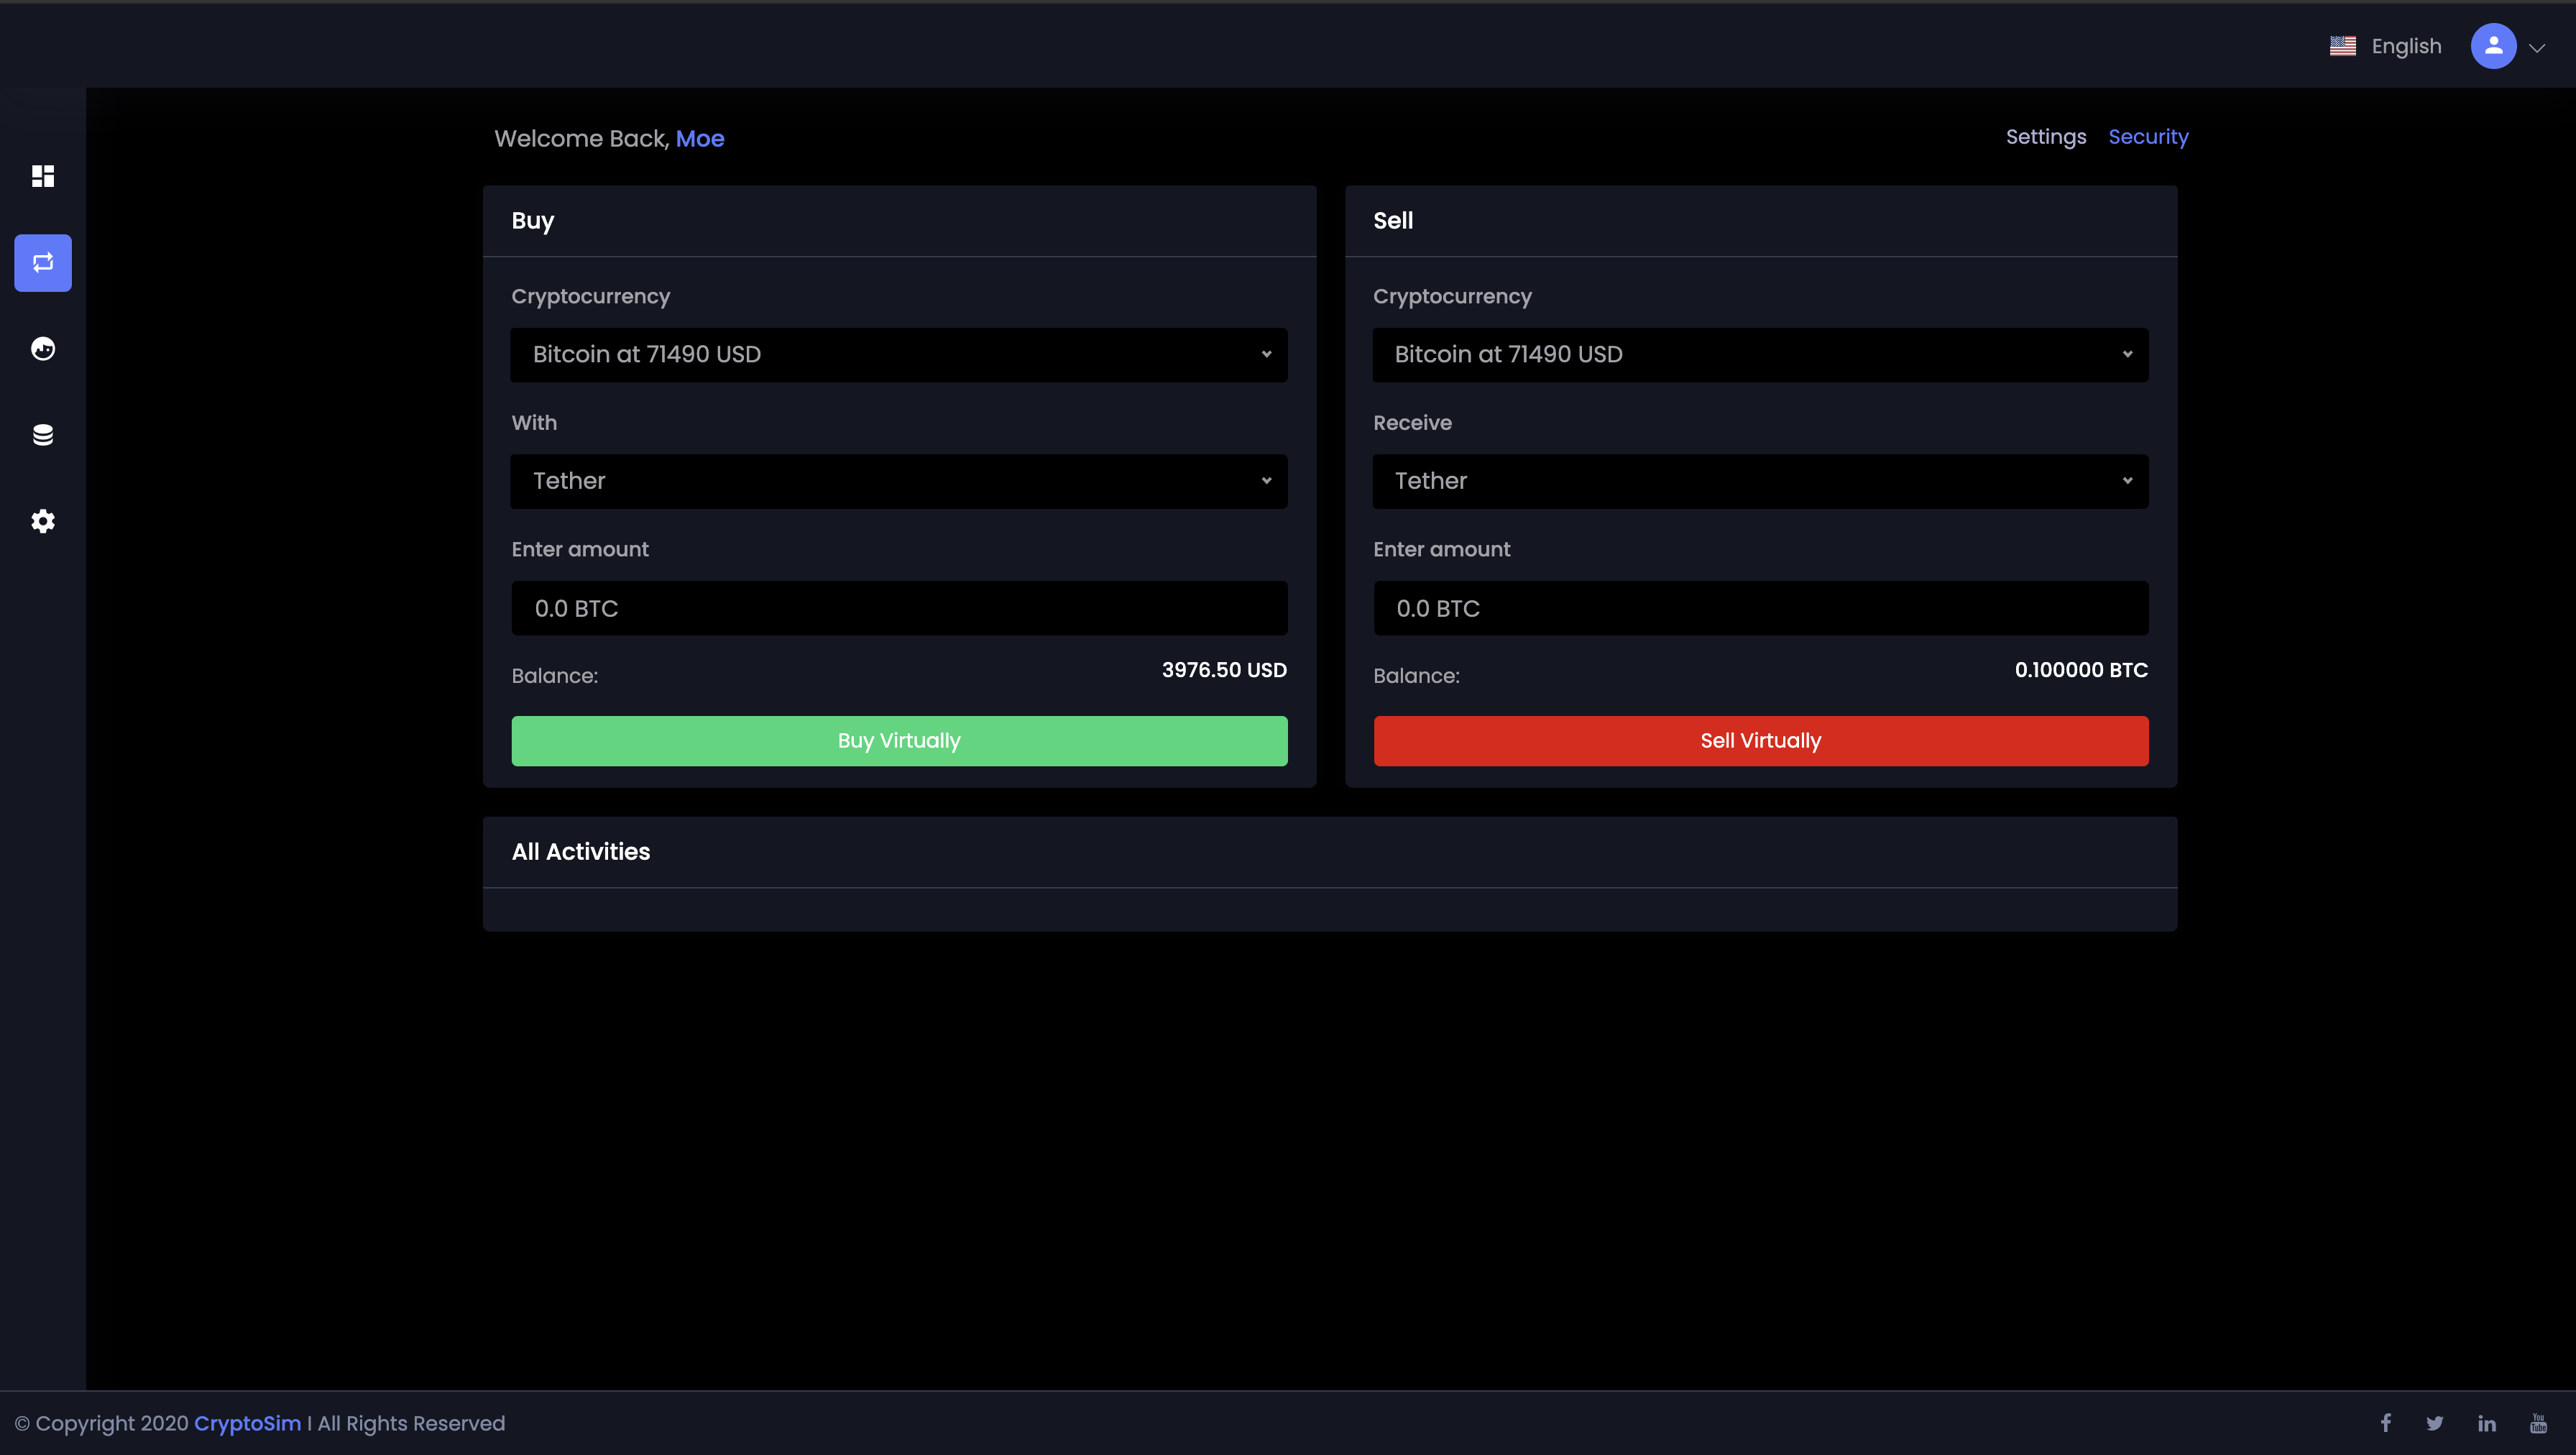 English
Welcome Back, Moe
Settings Security
Buy
Cryptocurrency
Bitcoin at 71490 USD
With
Tether
Enter amount
0.0 BTC
Balance: 3976.50 USD
Buy Virtually
Sell
Cryptocurrency
Bitcoin at 71490 USD
Receive
Tether
Enter amount
0.0 BTC
Balance: 0.100000 BTC
Sell Virtually
All Activities
© Copyright 2020 CryptoSim I All Rights Reserved
You Tube